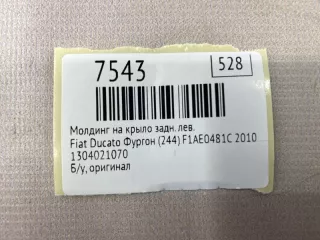 7543
528
Молдинг на крыло задн. лев.
Fiat Ducato Фургон (244) F1AE0481C 2010
1304021070
Б/у, оригинал